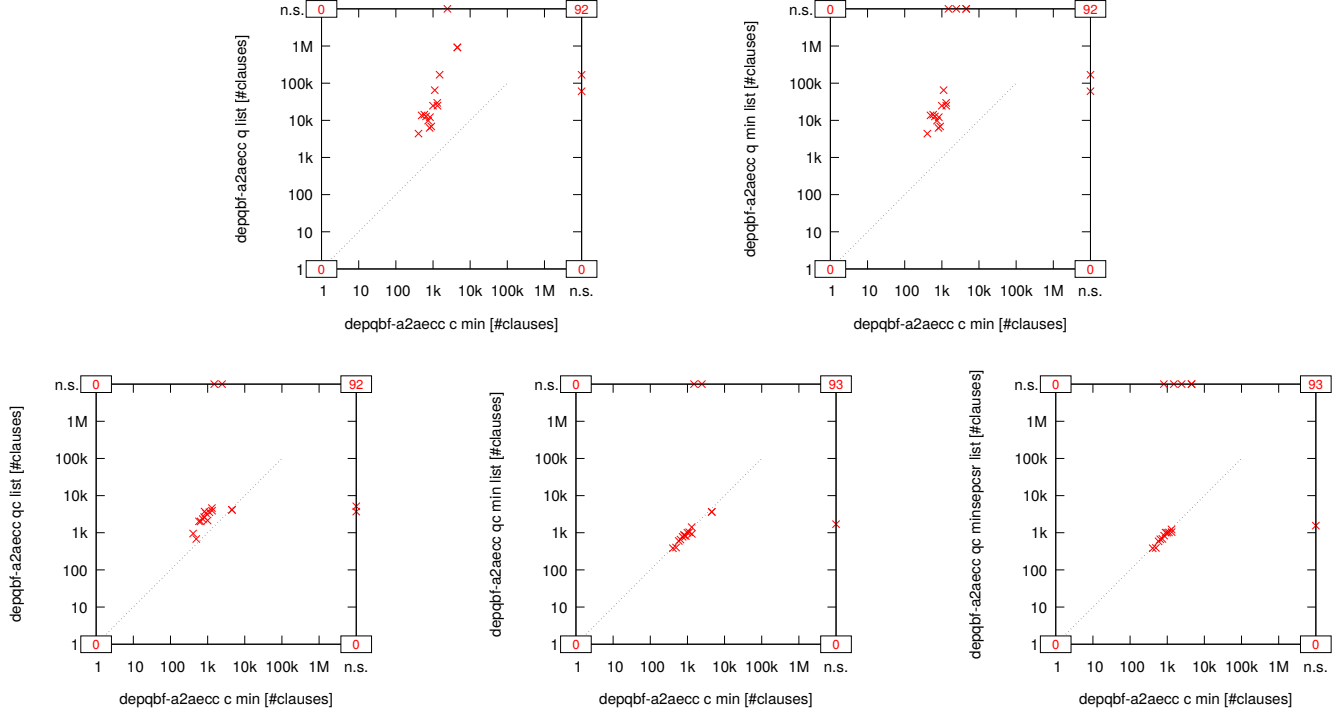 n.s. 0 92
1M
100k
10k
1k
100
10
1 0 0
1 10 100 1k 10k 100k 1M n.s.
depqbf-a2aecc q list [#clauses]
depqbf-a2aecc c min [#clauses]
n.s. 0 92
1M
100k
10k
1k
100
10
1 0 0
1 10 100 1k 10k 100k 1M n.s.
depqbf-a2aecc q min list [#clauses]
depqbf-a2aecc c min [#clauses]
n.s. 0 92
1M
100k
10k
1k
100
10
1 0 0
1 10 100 1k 10k 100k 1M n.s.
depqbf-a2aecc qc list [#clauses]
depqbf-a2aecc c min [#clauses]
n.s. 0 93
1M
100k
10k
1k
100
10
1 0 0
1 10 100 1k 10k 100k 1M n.s.
depqbf-a2aecc qc min list [#clauses]
depqbf-a2aecc c min [#clauses]
n.s. 0 93
1M
100k
10k
1k
100
10
1 0 0
1 10 100 1k 10k 100k 1M n.s.
depqbf-a2aecc qc minsepcsr list [#clauses]
depqbf-a2aecc c min [#clauses]